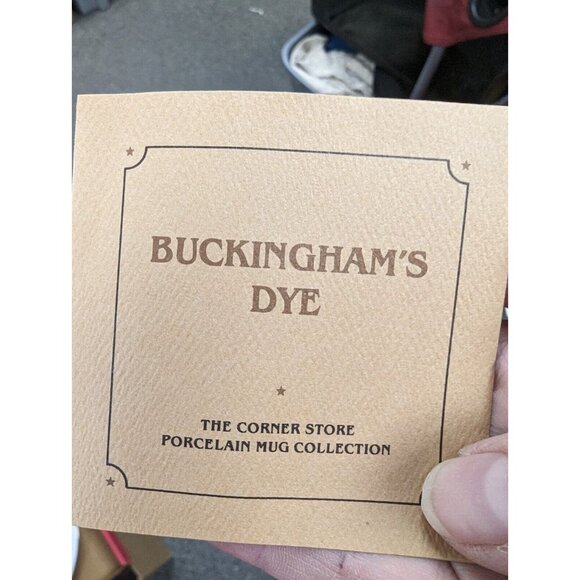 BUCKINGHAM'S
DYE
THE CORNER STORE
PORCELAIN MUG COLLECTION